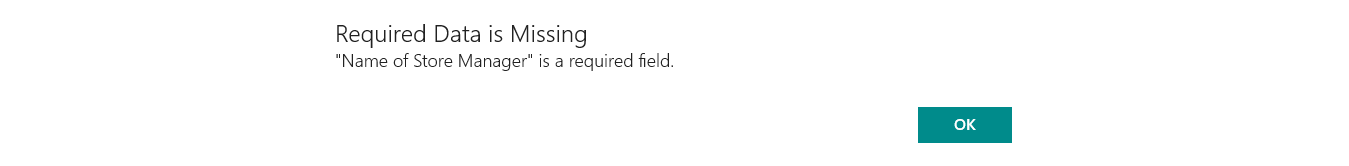 Required Data is Missing
"Name of Store Manager" is a required field.
OK